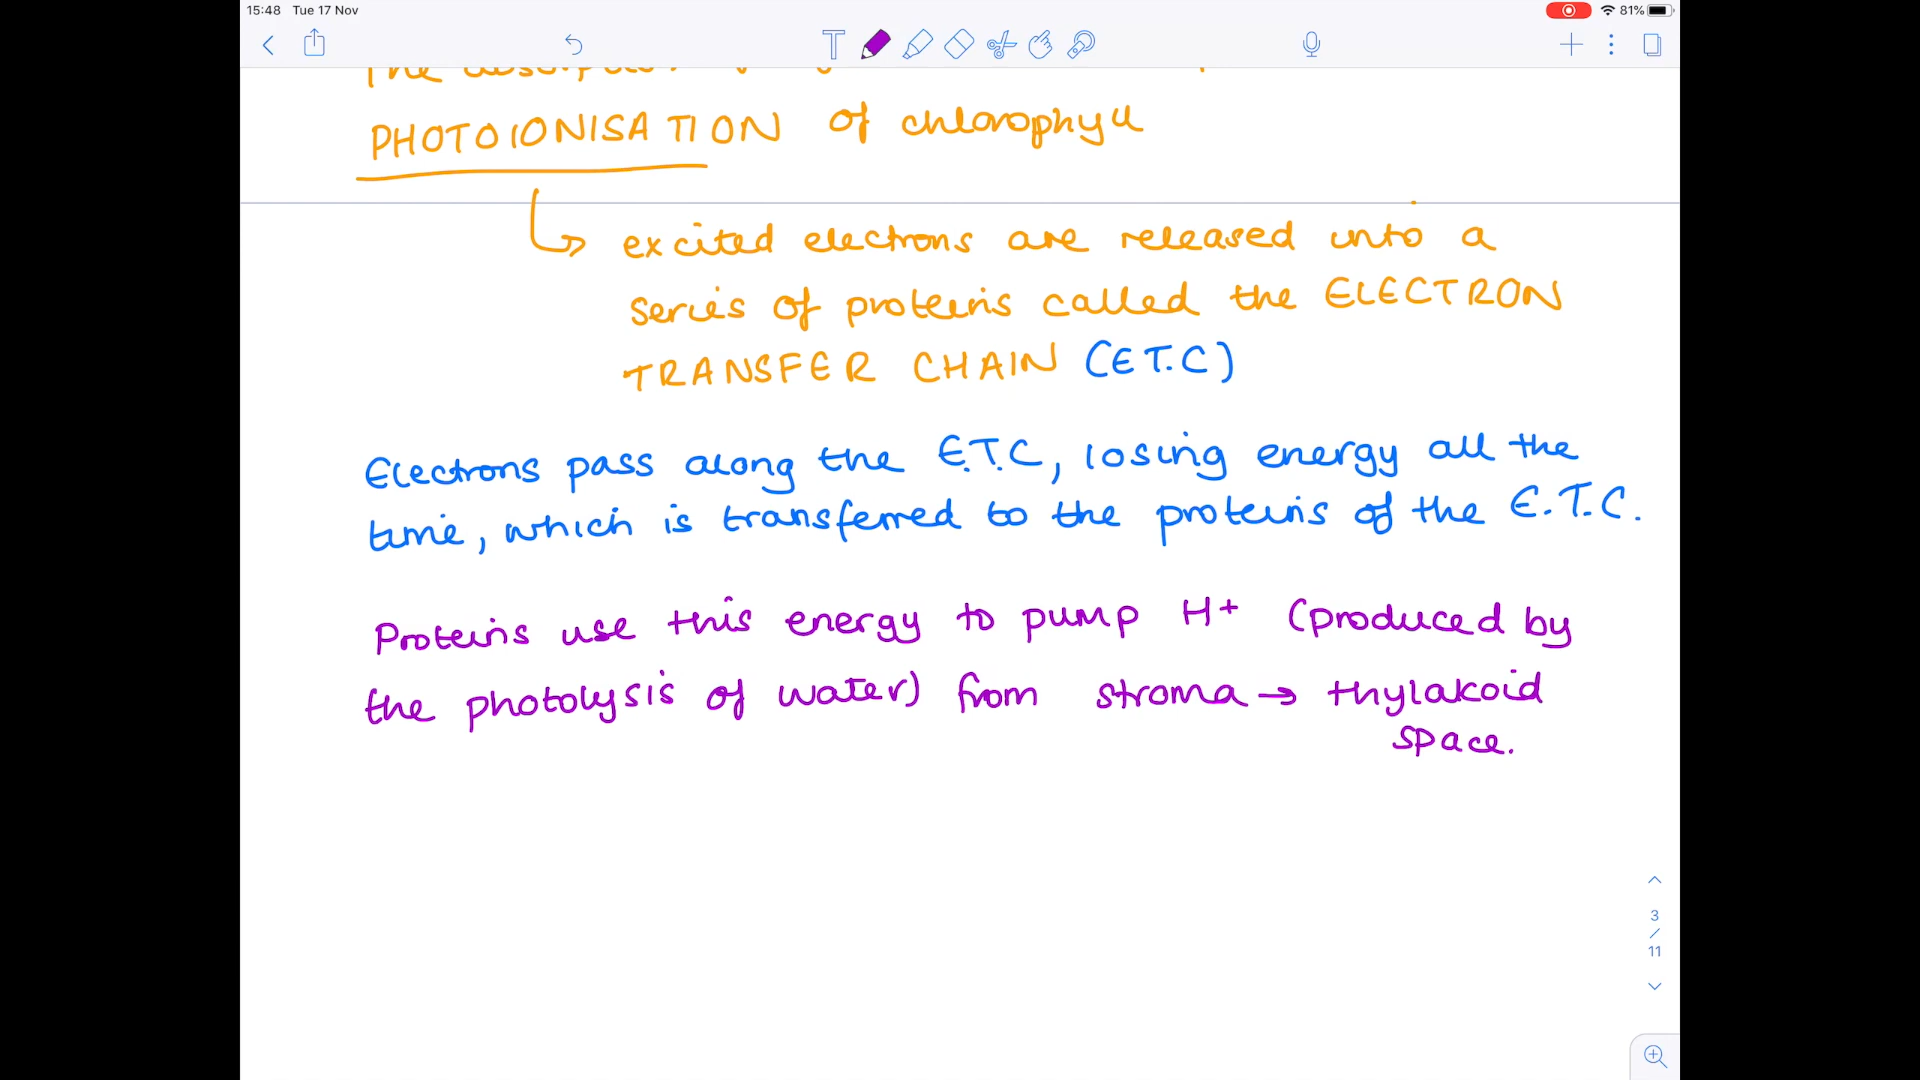 15:48 Tue 17 Nov
81%
The
PHOTOIONISATION of chlorophyll
excited electrons are released into a
series of proteins called the ELECTRON
TRANSFER CHAIN (E T.C)
Electrons pass along the E.T.C, losing energy all the
time, which is transferred to the proteins of the E.T.C.
Proteins use this energy to pump H+ (produced by
the photolysis of water) from stroma → thylakoid
space.
3
/
11